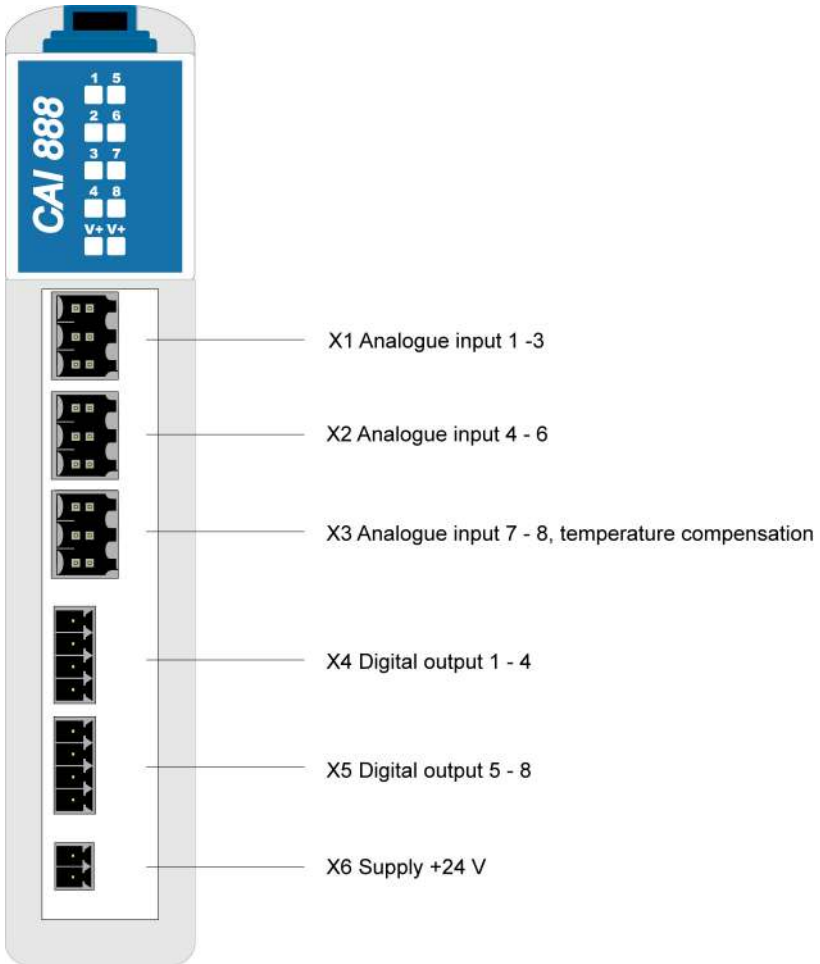 CAI 888
1 5
2 6
3 7
4 8
V+ V+
X1 Analogue input 1 -3
X2 Analogue input 4 - 6
X3 Analogue input 7 - 8, temperature compensation
X4 Digital output 1 - 4
X5 Digital output 5 - 8
X6 Supply +24 V